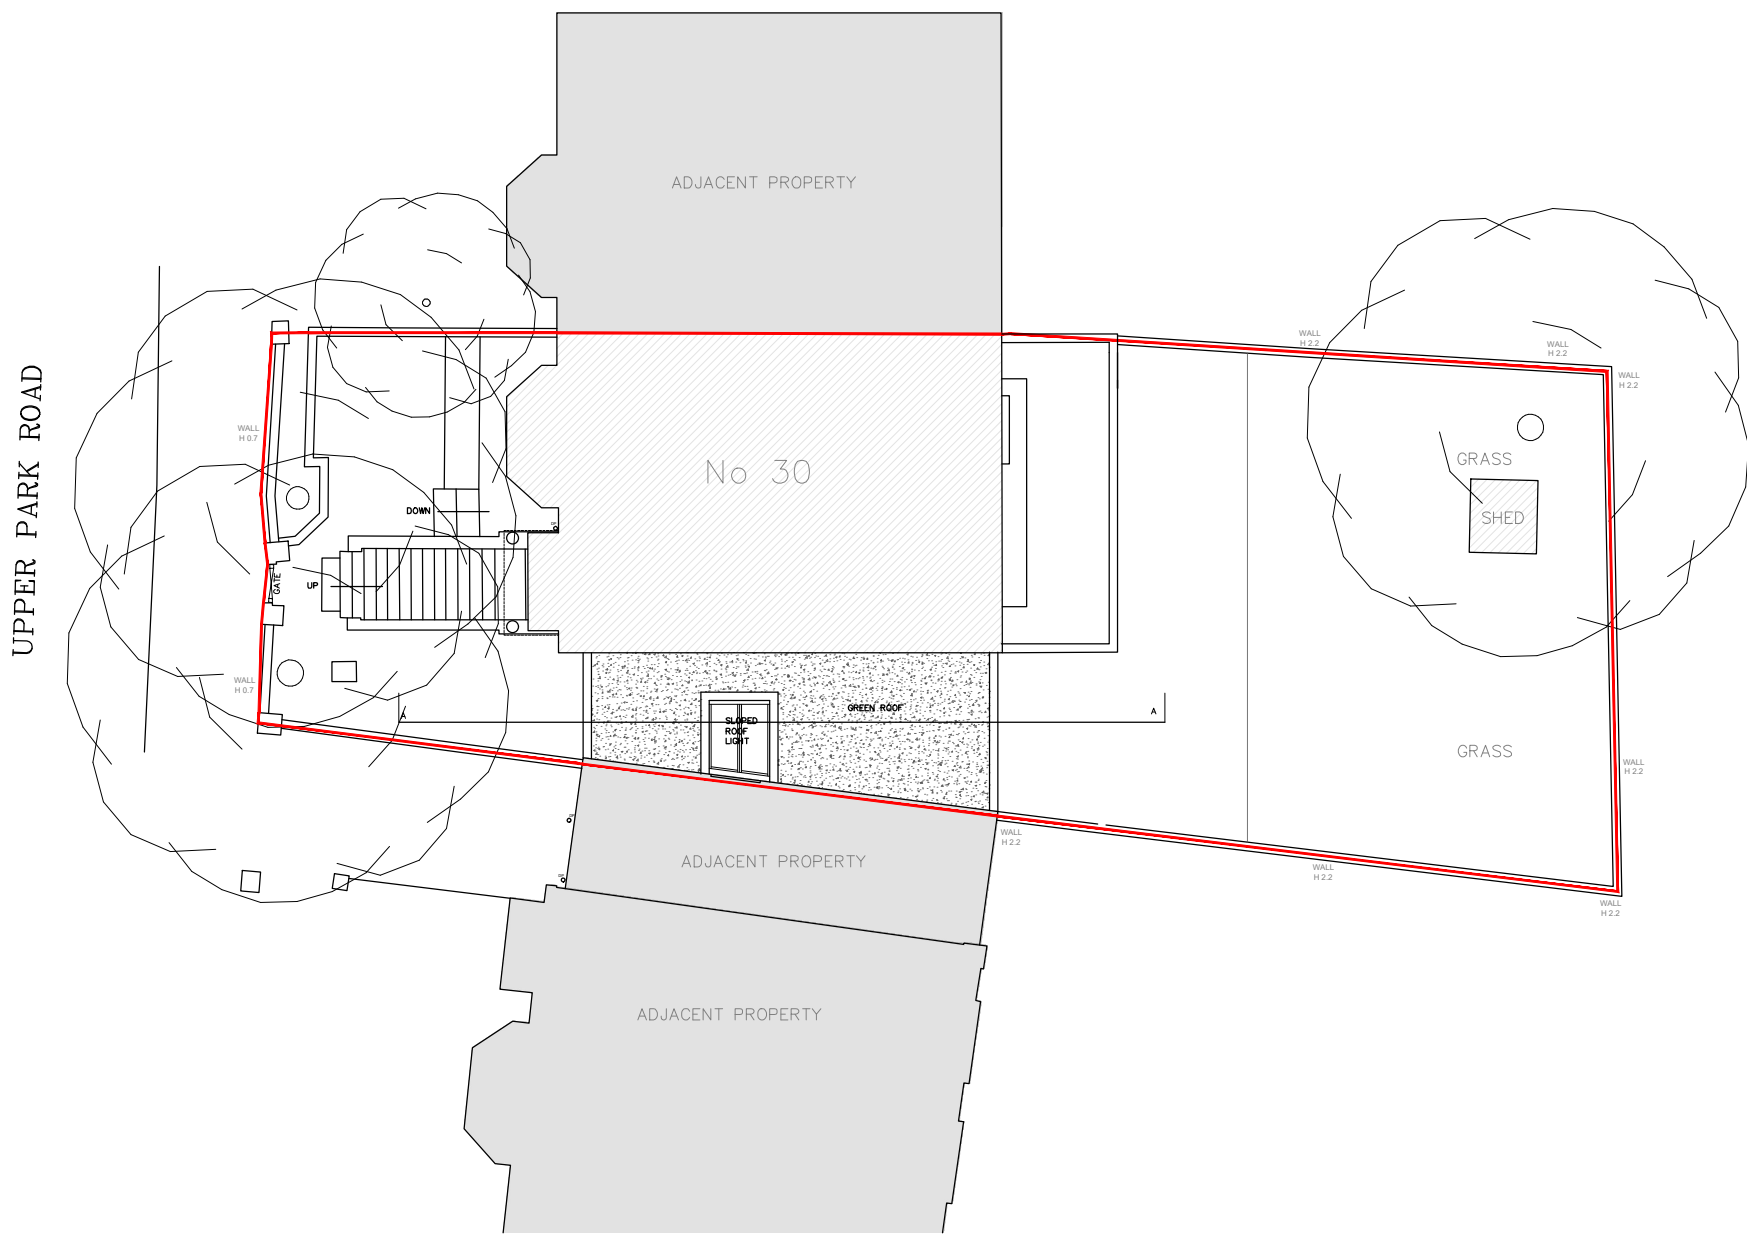 UPPER PARK ROAD
ADJACENT PROPERTY
WALL
H 2.2
WALL
H 2.2
WALL
H 2.2
WALL
H 0.7
No 30
GRASS
DOWN
SHED
GATE
UP
WALL
H 0.7
A
A
GREEN ROOF
SLOPED
ROOF
LIGHT
GRASS
WALL
H 2.2
WALL
H 2.2
ADJACENT PROPERTY
WALL
H 2.2
WALL
H 2.2
ADJACENT PROPERTY